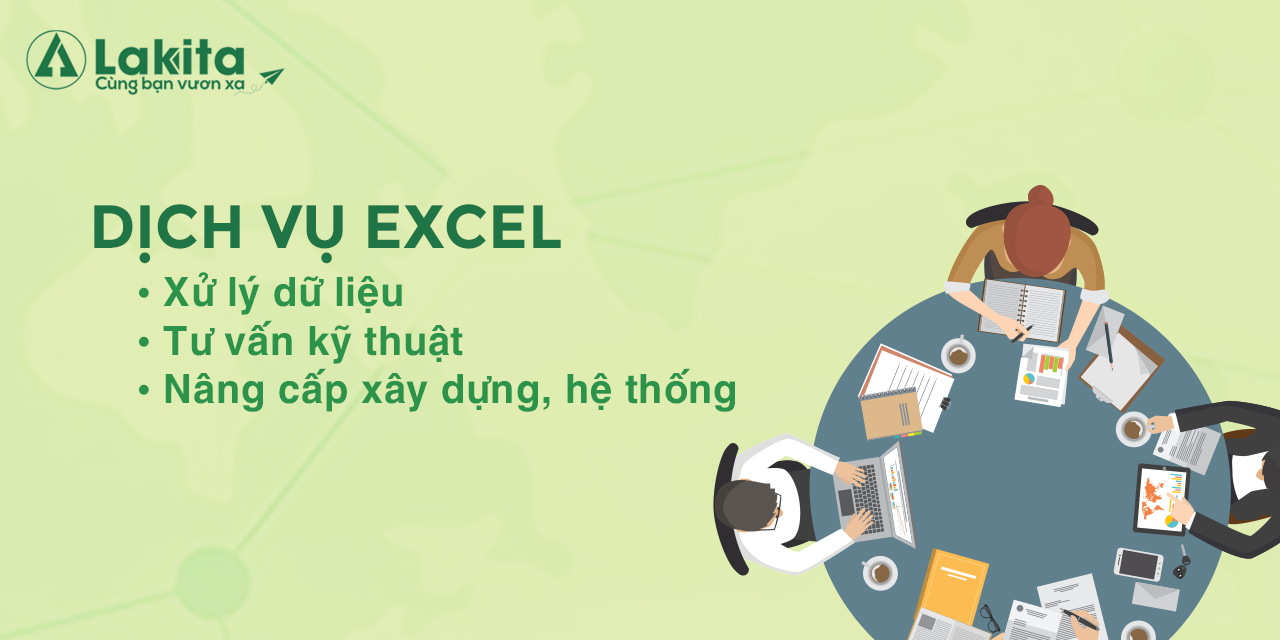 Lakita
Cùng bạn vươn xa
DỊCH VỤ EXCEL
• Xử lý dữ liệu
• Tư vấn kỹ thuật
• Nâng cấp xây dựng, hệ thống